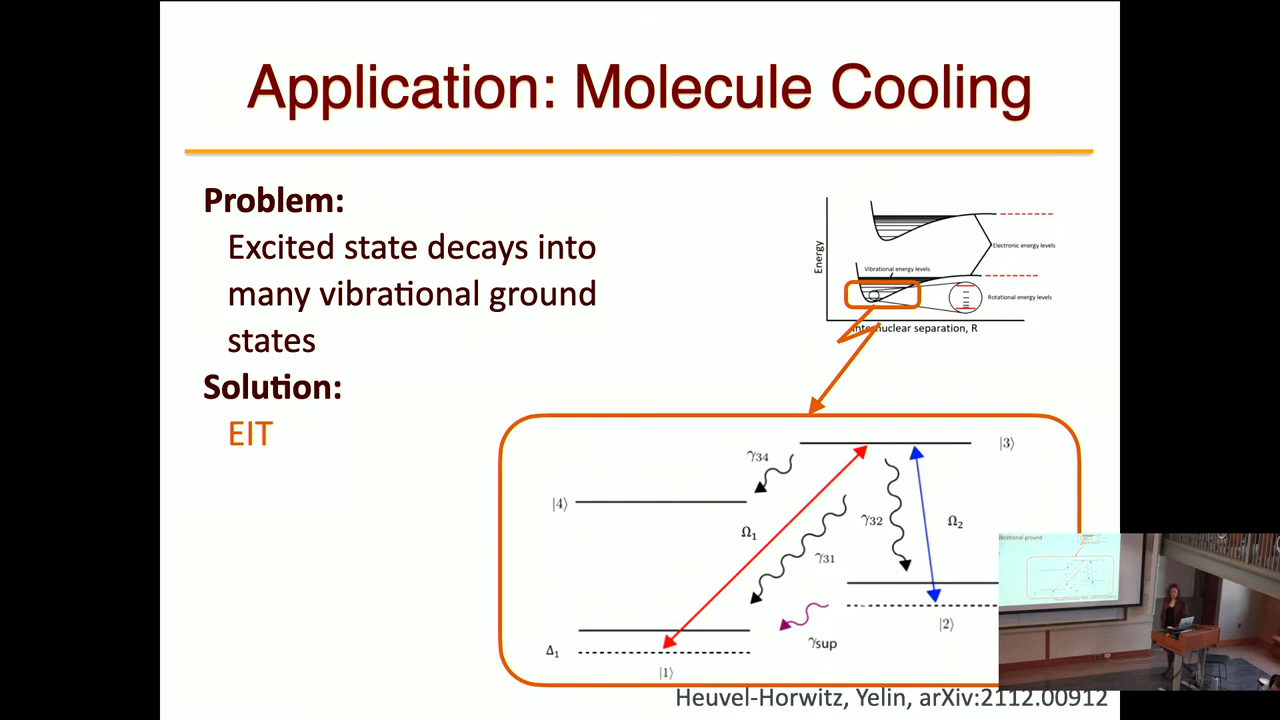 Application: Molecule Cooling
Problem:
Excited state decays into
many vibrational ground
states
Solution:
EIT
Energy
Electronic energy levels
Vibrational energy levels
Rotational energy levels
Internuclear separation, R
|3⟩
γ34
|4⟩
Ω1
γ32
Ω2
γ31
|2⟩
γsup
Δ1
|1⟩
Heuvel-Horwitz, Yelin, arXiv:2112.00912
vibrational ground